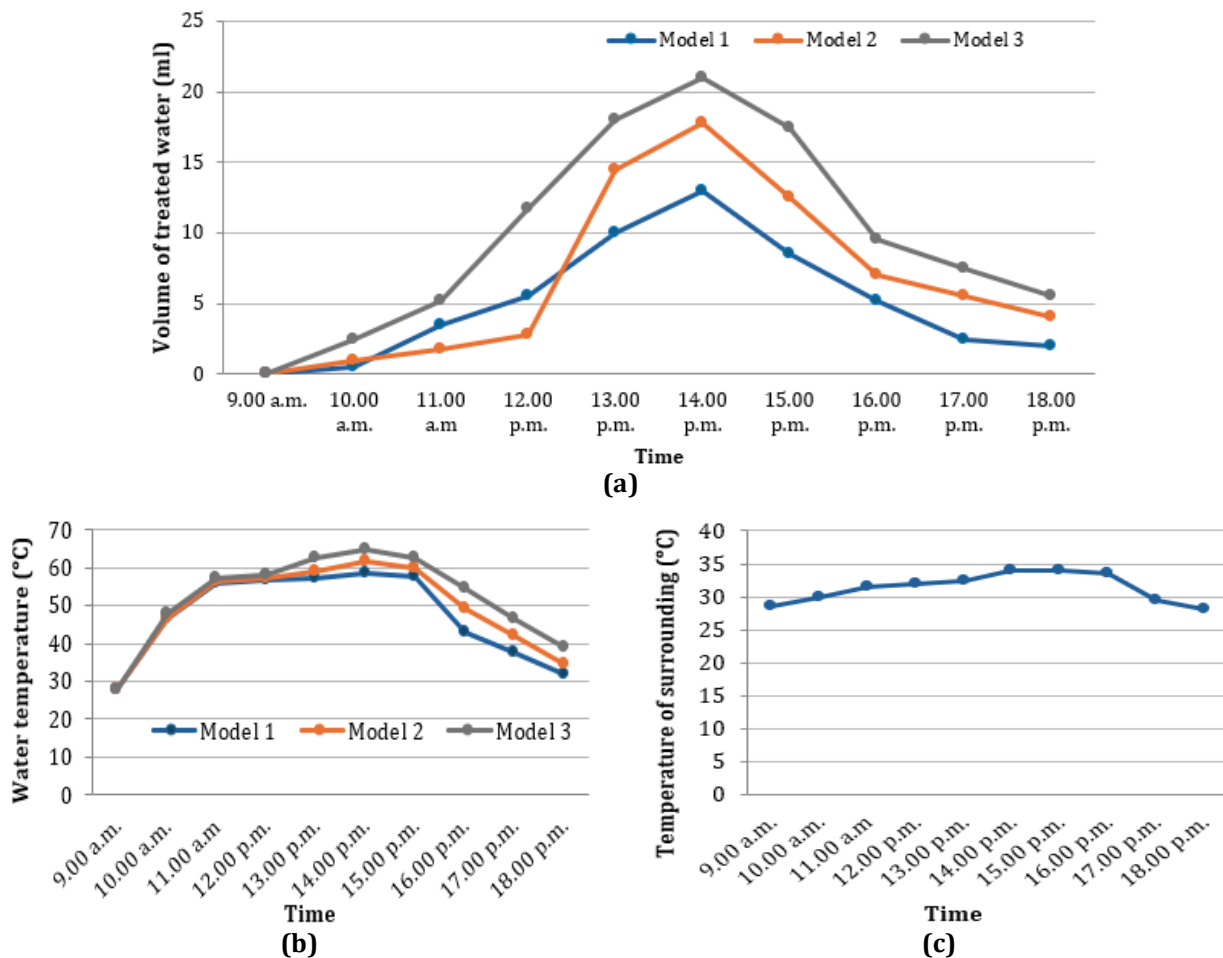 25
20
15
10
5
0
Volume of treated water (ml)
Model 1 Model 2 Model 3
9.00 a.m. 10.00 11.00 12.00 13.00 14.00 15.00 16.00 17.00 18.00
a.m. a.m p.m. p.m. p.m. p.m. p.m. p.m. p.m.
Time
(a)
70
60
50
40
30
20
10
0
Water temperature (°C)
Model 1 Model 2 Model 3
9.00 a.m. 10.00 a.m. 11.00 a.m 12.00 p.m. 13.00 p.m. 14.00 p.m. 15.00 p.m. 16.00 p.m. 17.00 p.m. 18.00 p.m.
Time
(b)
40
35
30
25
20
15
10
5
0
Temperature of surrounding (°C)
9.00 a.m. 10.00 a.m. 11.00 a.m 12.00 p.m. 13.00 p.m. 14.00 p.m. 15.00 p.m. 16.00 p.m. 17.00 p.m. 18.00 p.m.
Time
(c)